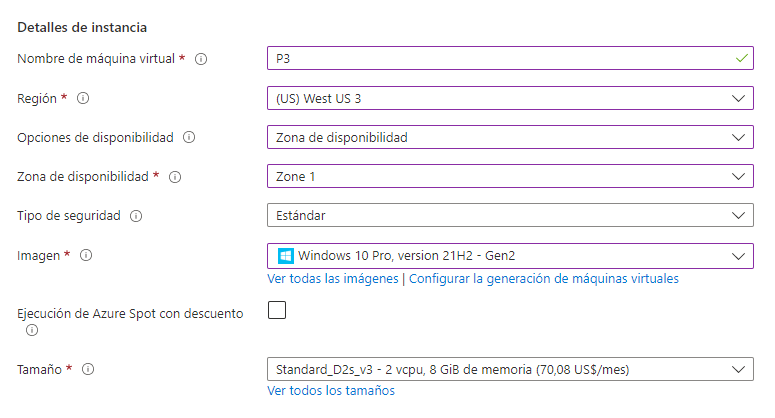 Detalles de instancia
Nombre de máquina virtual *
P3
Región *
(US) West US 3
Opciones de disponibilidad
Zona de disponibilidad
Zona de disponibilidad *
Zone 1
Tipo de seguridad
Estándar
Imagen *
Windows 10 Pro, version 21H2 - Gen2
Ver todas las imágenes | Configurar la generación de máquinas virtuales
Ejecución de Azure Spot con descuento
Tamaño *
Standard_D2s_v3 - 2 vcpu, 8 GiB de memoria (70,08 US$/mes)
Ver todos los tamaños